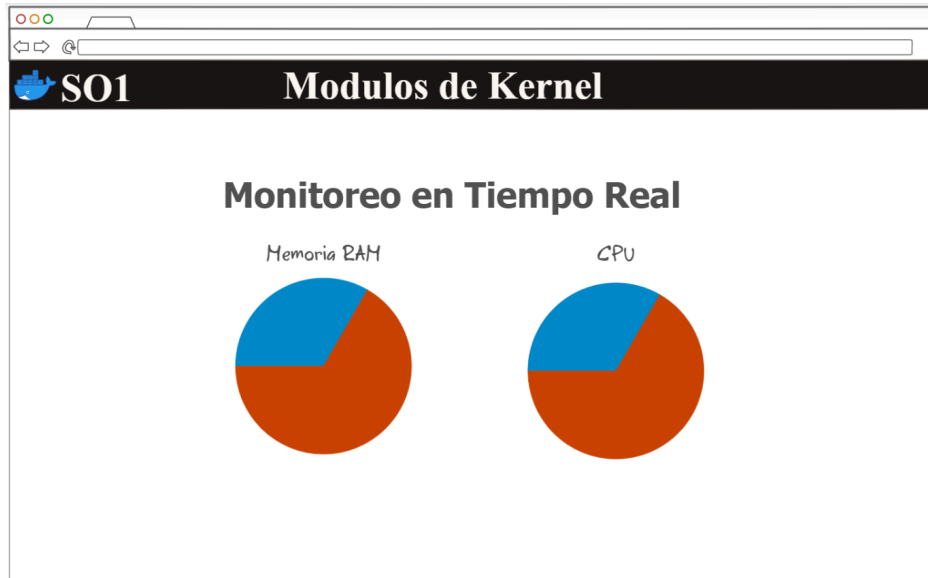 SO1
Modulos de Kernel
Monitoreo en Tiempo Real
Memoria RAM
CPU